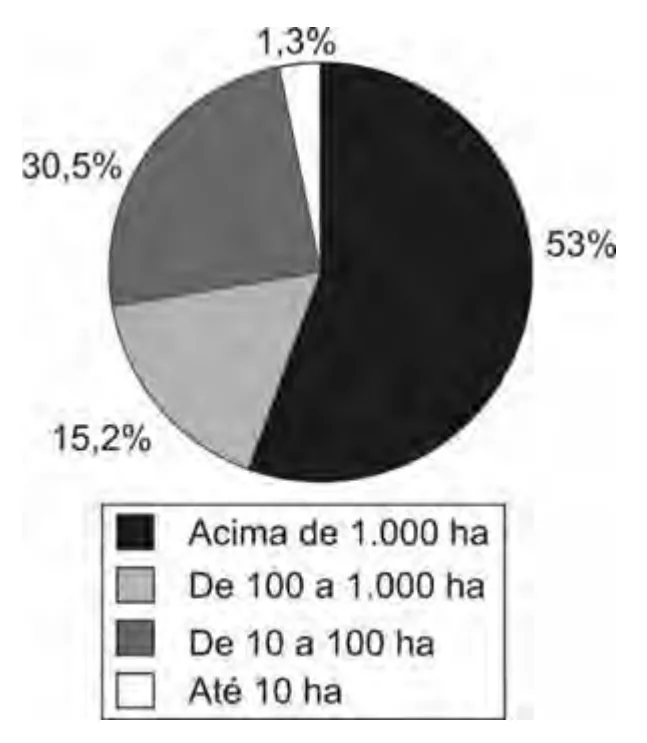 1,3%
30,5%
53%
15,2%
Acima de 1.000 ha
De 100 a 1.000 ha
De 10 a 100 ha
Até 10 ha